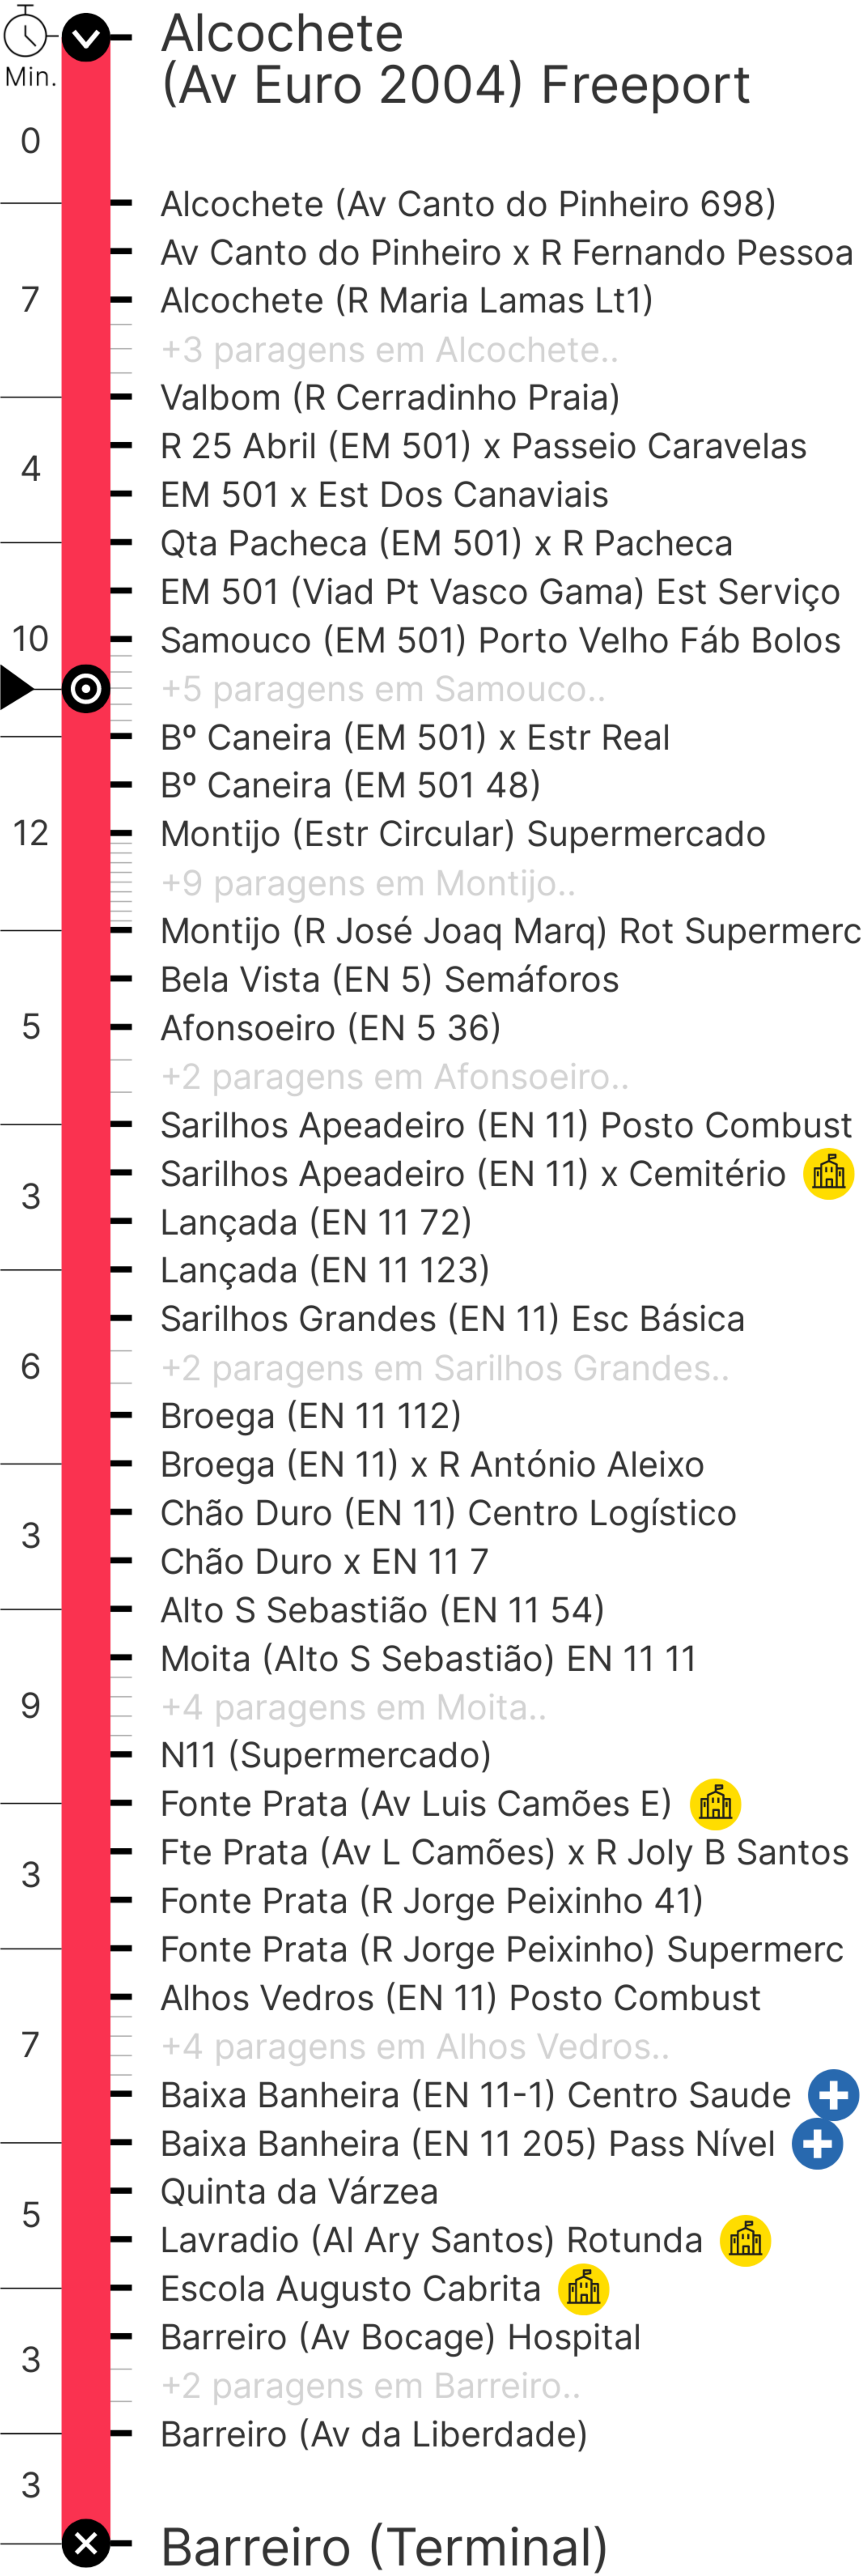 Min.
Alcochete
(Av Euro 2004) Freeport
0
Alcochete (Av Canto do Pinheiro 698)
Av Canto do Pinheiro x R Fernando Pessoa
7 Alcochete (R Maria Lamas Lt1)
+3 paragens em Alcochete..
Valbom (R Cerradinho Praia)
R 25 Abril (EM 501) x Passeio Caravelas
4
EM 501 x Est Dos Canaviais
Qta Pacheca (EM 501) x R Pacheca
EM 501 (Viad Pt Vasco Gama) Est Serviço
10 Samouco (EM 501) Porto Velho Fáb Bolos
+5 paragens em Samouco..
Bº Caneira (EM 501) x Estr Real
Bº Caneira (EM 501 48)
12 Montijo (Estr Circular) Supermercado
+9 paragens em Montijo..
Montijo (R José Joaq Marq) Rot Supermerc
Bela Vista (EN 5) Semáforos
5 Afonsoeiro (EN 5 36)
+2 paragens em Afonsoeiro..
Sarilhos Apeadeiro (EN 11) Posto Combust
Sarilhos Apeadeiro (EN 11) x Cemitério
3
Lançada (EN 11 72)
Lançada (EN 11 123)
Sarilhos Grandes (EN 11) Esc Básica
6 +2 paragens em Sarilhos Grandes..
Broega (EN 11 112)
Broega (EN 11) x R António Aleixo
Chão Duro (EN 11) Centro Logístico
3
Chão Duro x EN 11 7
Alto S Sebastião (EN 11 54)
Moita (Alto S Sebastião) EN 11 11
9 +4 paragens em Moita..
N11 (Supermercado)
Fonte Prata (Av Luis Camões E)
Fte Prata (Av L Camões) x R Joly B Santos
3
Fonte Prata (R Jorge Peixinho 41)
Fonte Prata (R Jorge Peixinho) Supermerc
Alhos Vedros (EN 11) Posto Combust
7 +4 paragens em Alhos Vedros..
Baixa Banheira (EN 11-1) Centro Saude
Baixa Banheira (EN 11 205) Pass Nível
Quinta da Várzea
5
Lavradio (Al Ary Santos) Rotunda
Escola Augusto Cabrita
Barreiro (Av Bocage) Hospital
3
+2 paragens em Barreiro..
Barreiro (Av da Liberdade)
3
Barreiro (Terminal)